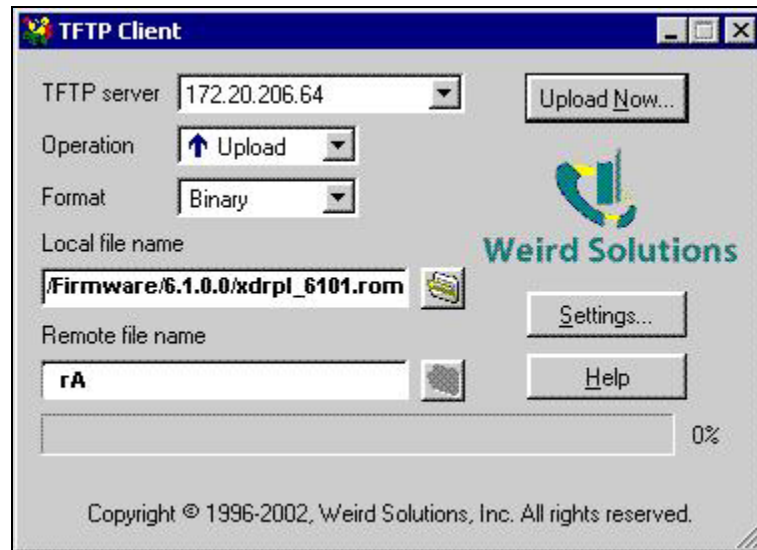 TFTP Client
TFTP server 172.20.206.64 Upload Now...
Operation Upload
Format Binary
Weird Solutions
Local file name
/Firmware/6.1.0.0/xdrpl_6101.rom
Settings...
Remote file name
rA
Help
0%
Copyright © 1996-2002, Weird Solutions, Inc. All rights reserved.